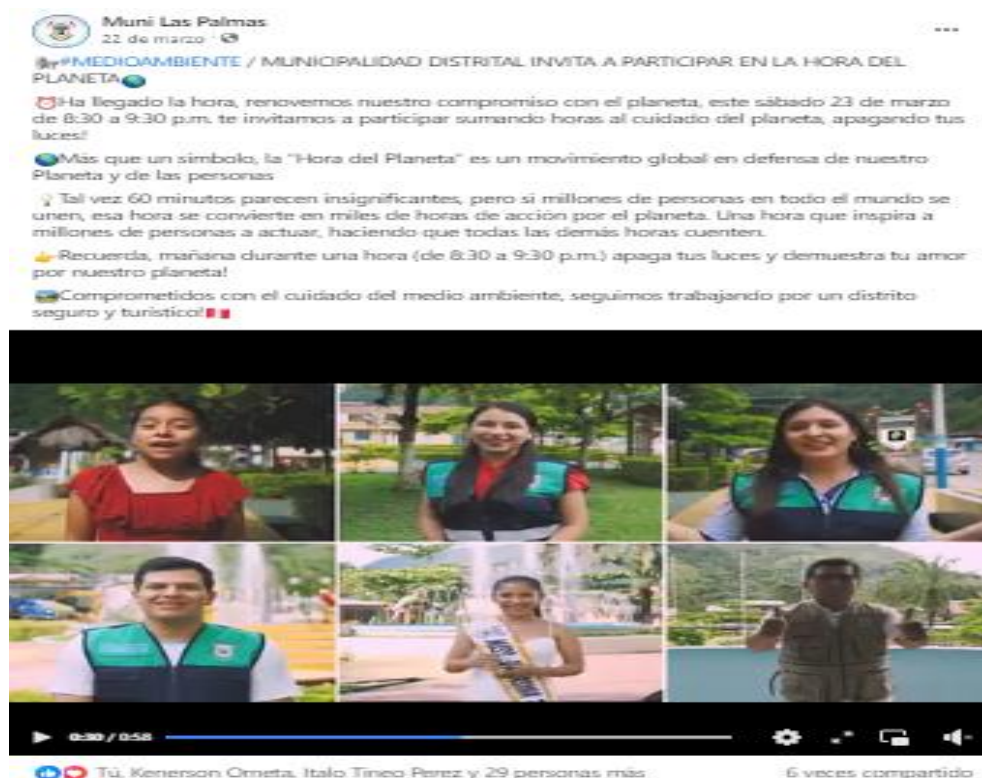 Muni Las Palmas
22 de marzo ·
#MEDIOAMBIENTE / MUNICIPALIDAD DISTRITAL INVITA A PARTICIPAR EN LA HORA DEL
PLANETA🌎
⏰Ha llegado la hora, renovemos nuestro compromiso con el planeta, este sábado 23 de marzo
de 8:30 a 9:30 p.m. te invitamos a participar sumando horas al cuidado del planeta, apagando tus
luces!
🌎Más que un símbolo, la "Hora del Planeta" es un movimiento global en defensa de nuestro
Planeta y de las personas
💡Tal vez 60 minutos parecen insignificantes, pero si millones de personas en todo el mundo se
unen, esa hora se convierte en miles de horas de acción por el planeta. Una hora que inspira a
millones de personas a actuar, haciendo que todas las demás horas cuenten.
👉Recuerda, mañana durante una hora (de 8:30 a 9:30 p.m.) apaga tus luces y demuestra tu amor
por nuestro planeta!
🏞️Comprometidos con el cuidado del medio ambiente, seguimos trabajando por un distrito
seguro y turístico!🇵🇪
0:30 / 0:58
Tú, Kenerson Orneta, Italo Tineo Perez y 29 personas más
6 veces compartido